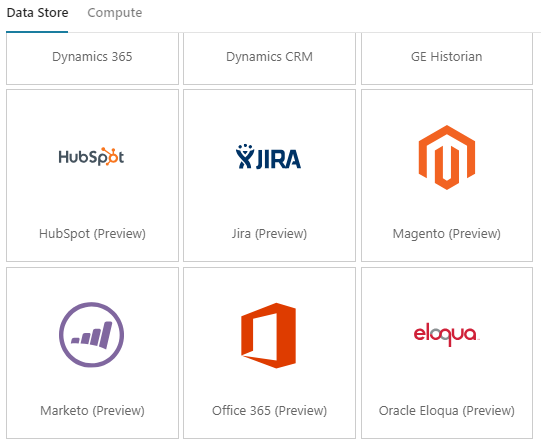 Data Store Compute
Dynamics 365 Dynamics CRM GE Historian
HubSpot JIRA
HubSpot (Preview) Jira (Preview) Magento (Preview)
eloqua
Marketo (Preview) Office 365 (Preview) Oracle Eloqua (Preview)